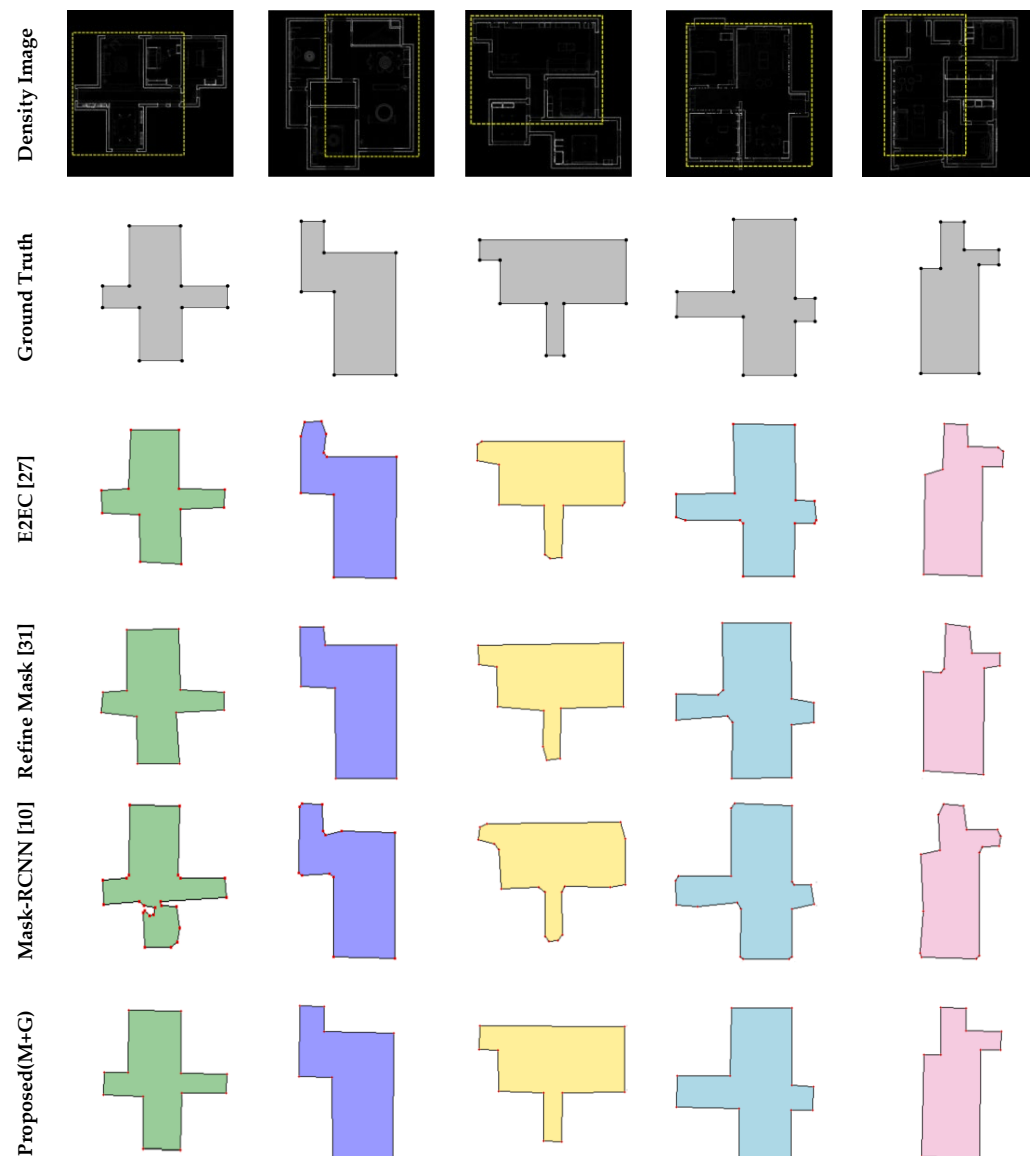 Density Image
Ground Truth
E2EC [27]
Refine Mask [31]
Mask-RCNN [10]
Proposed(M+G)